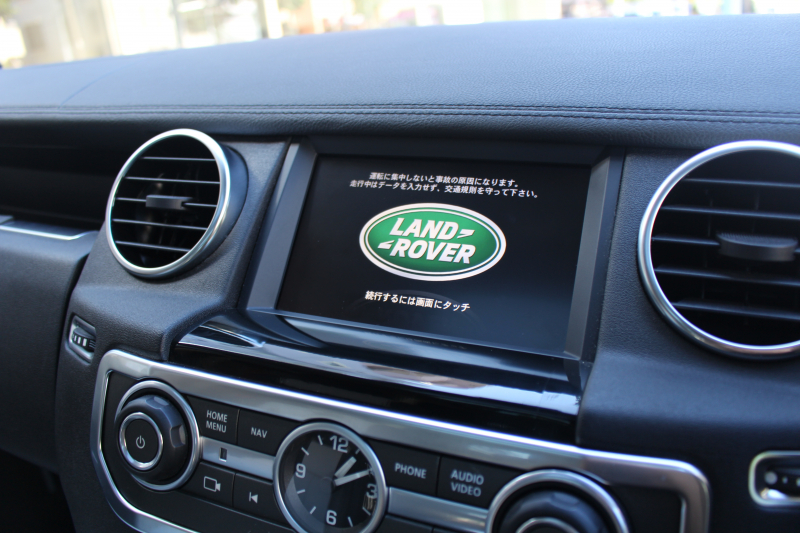 運転に集中しないと事故の原因になります。
走行中はデータを入力せず、交通規則を守って下さい。
LAND
ROVER
続行するには画面にタッチ
HOME
MENU
NAV
12
3
6
9
PHONE
AUDIO
VIDEO